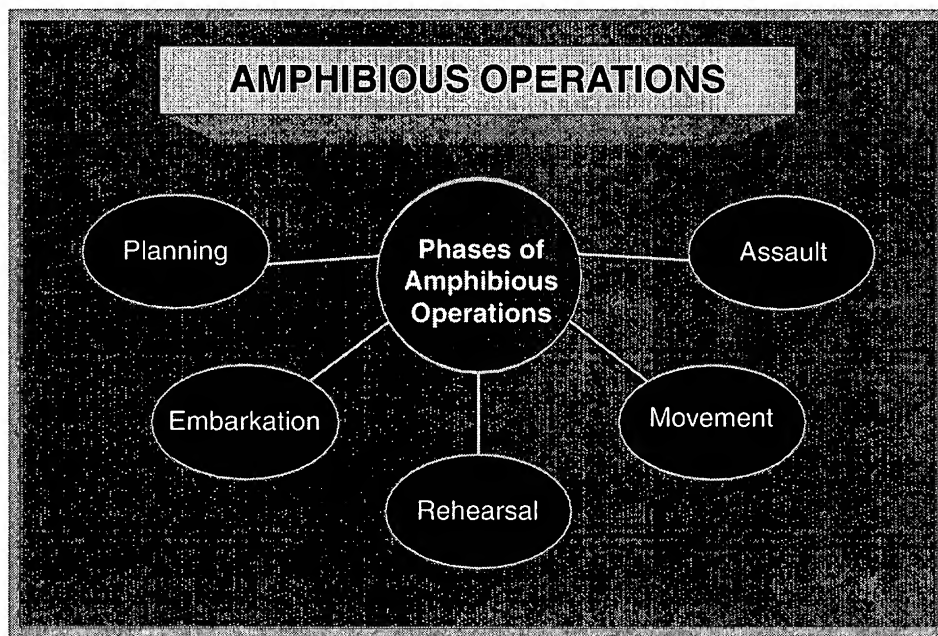 AMPHIBIOUS OPERATIONS
Phases of
Amphibious
Operations
Planning
Embarkation
Rehearsal
Movement
Assault